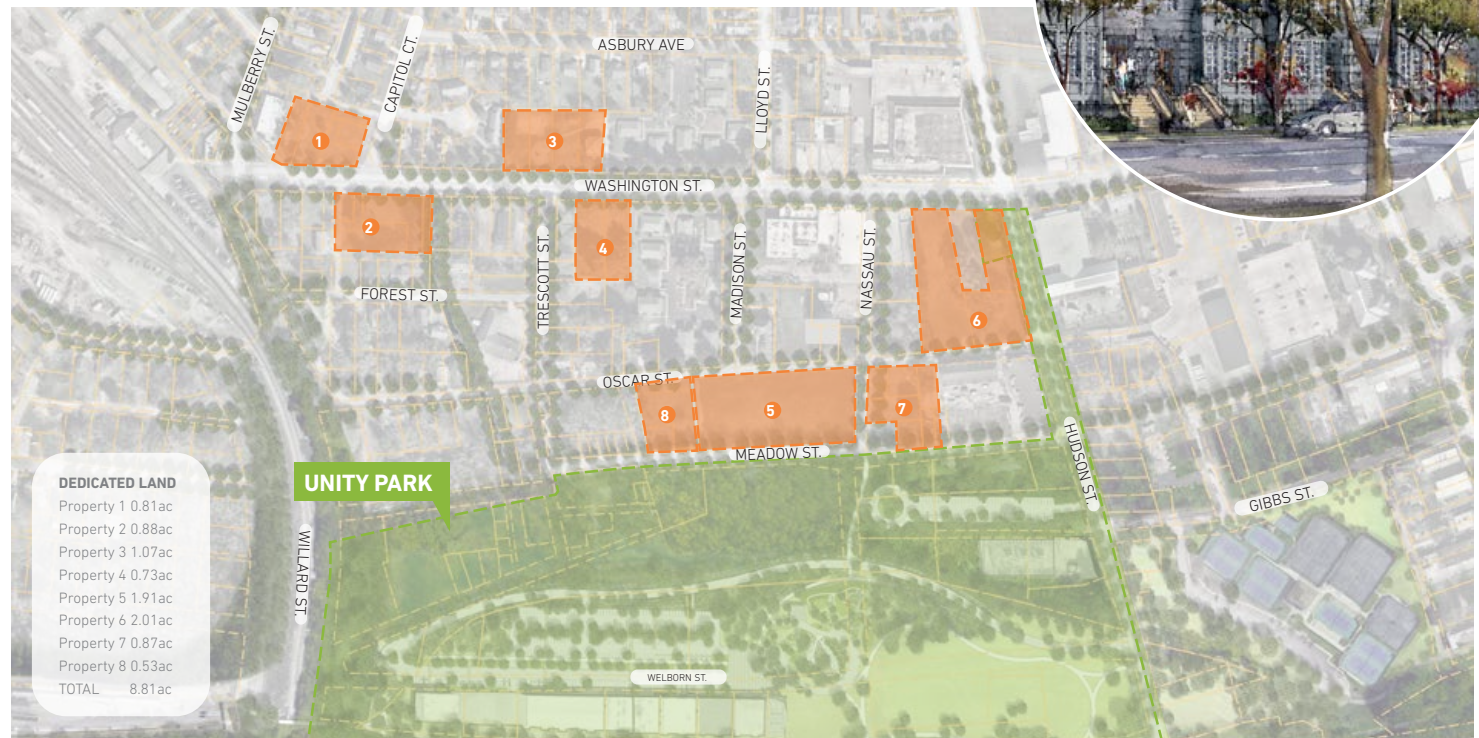 ASBURY AVE
MULBERRY ST.
CAPITOL CT.
LLOYD ST.
1
3
WASHINGTON ST.
2
4
TRESCOTT ST.
MADISON ST.
NASSAU ST.
FOREST ST.
6
OSCAR ST.
8
5
7
MEADOW ST.
HUDSON ST.
UNITY PARK
GIBBS ST.
WILLARD ST.
DEDICATED LAND
Property 1 0.81ac
Property 2 0.88ac
Property 3 1.07ac
Property 4 0.73ac
Property 5 1.91ac
Property 6 2.01ac
Property 7 0.87ac
Property 8 0.53ac
TOTAL 8.81ac
WELBORN ST.